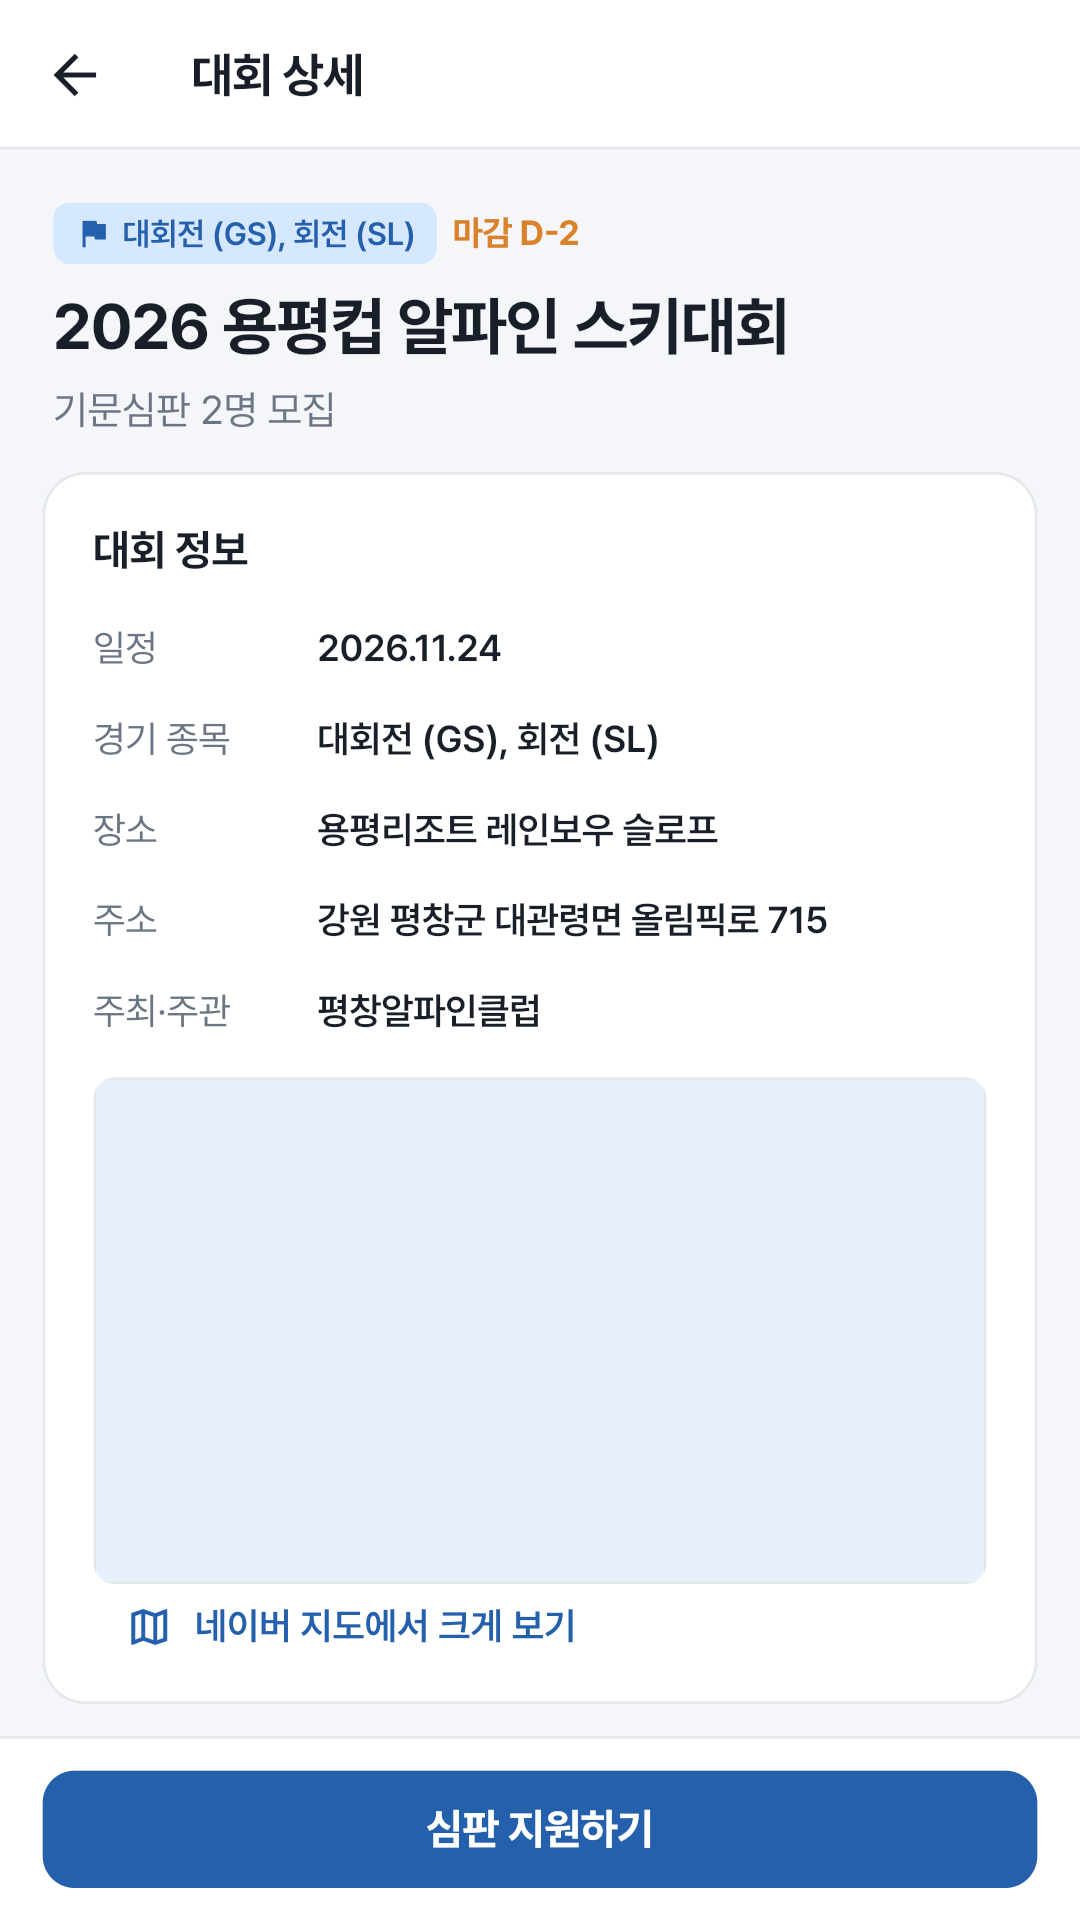 대회 상세
대회전 (GS), 회전 (SL) 마감 D-2
2026 용평컵 알파인 스키대회
기문심판 2명 모집
대회 정보
일정 2026.11.24
경기 종목 대회전 (GS), 회전 (SL)
장소 용평리조트 레인보우 슬로프
주소 강원 평창군 대관령면 올림픽로 715
주최·주관 평창알파인클럽
네이버 지도에서 크게 보기
심판 지원하기